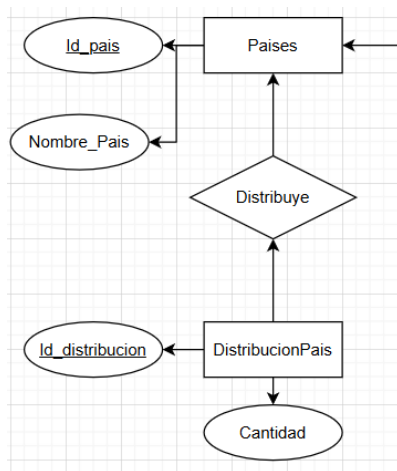 Id_pais
Paises
Nombre_Pais
Distribuye
Id_distribucion
DistribucionPais
Cantidad